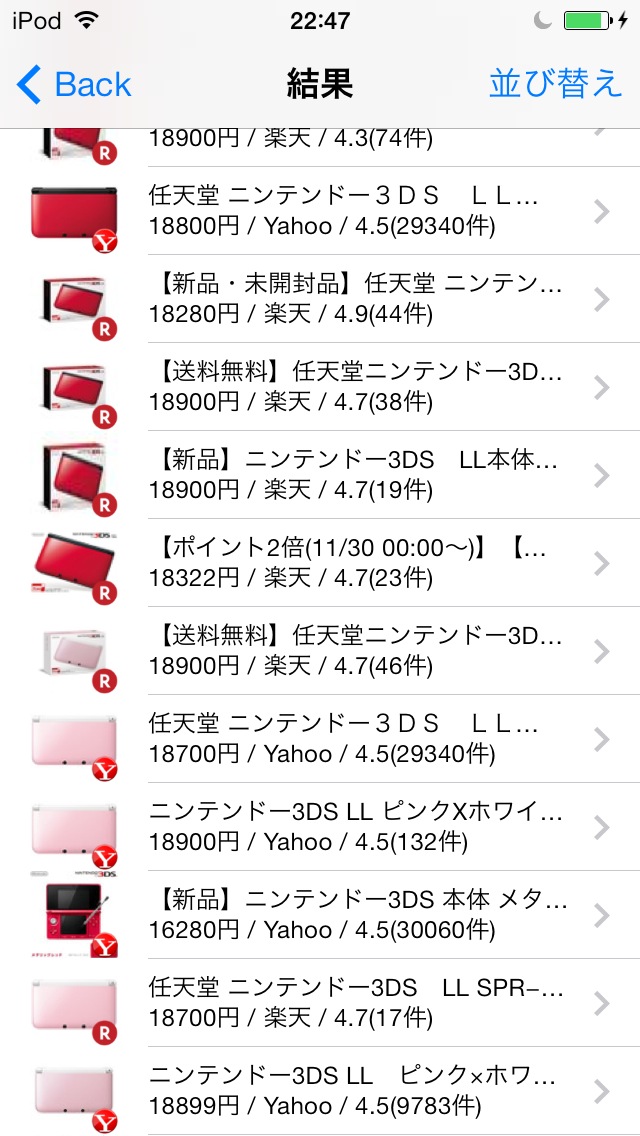 iPod 22:47
Back 結果 並び替え
18900円 / 楽天 / 4.3(74件)
R
任天堂 ニンテンドー３ＤＳ　ＬＬ…
18800円 / Yahoo / 4.5(29340件)
Y
【新品・未開封品】任天堂 ニンテン…
18280円 / 楽天 / 4.9(44件)
R
【送料無料】任天堂ニンテンドー3D…
18900円 / 楽天 / 4.7(38件)
R
【新品】ニンテンドー3DS　LL本体…
18900円 / 楽天 / 4.7(19件)
R
NINTENDO3DS
【ポイント2倍(11/30 00:00〜)】【…
18322円 / 楽天 / 4.7(23件)
R
【送料無料】任天堂ニンテンドー3D…
18900円 / 楽天 / 4.7(46件)
R
任天堂 ニンテンドー３ＤＳ　ＬＬ…
18700円 / Yahoo / 4.5(29340件)
Y
ニンテンドー3DS LL ピンクXホワイ…
18900円 / Yahoo / 4.5(132件)
Y
NINTENDO3DS
【新品】ニンテンドー3DS 本体 メタ…
16280円 / Yahoo / 4.5(30060件)
Y
メタリックレッド
任天堂 ニンテンドー3DS　LL SPR−…
18700円 / 楽天 / 4.7(17件)
R
ニンテンドー3DS LL　ピンク×ホワ…
18899円 / Yahoo / 4.5(9783件)
Y